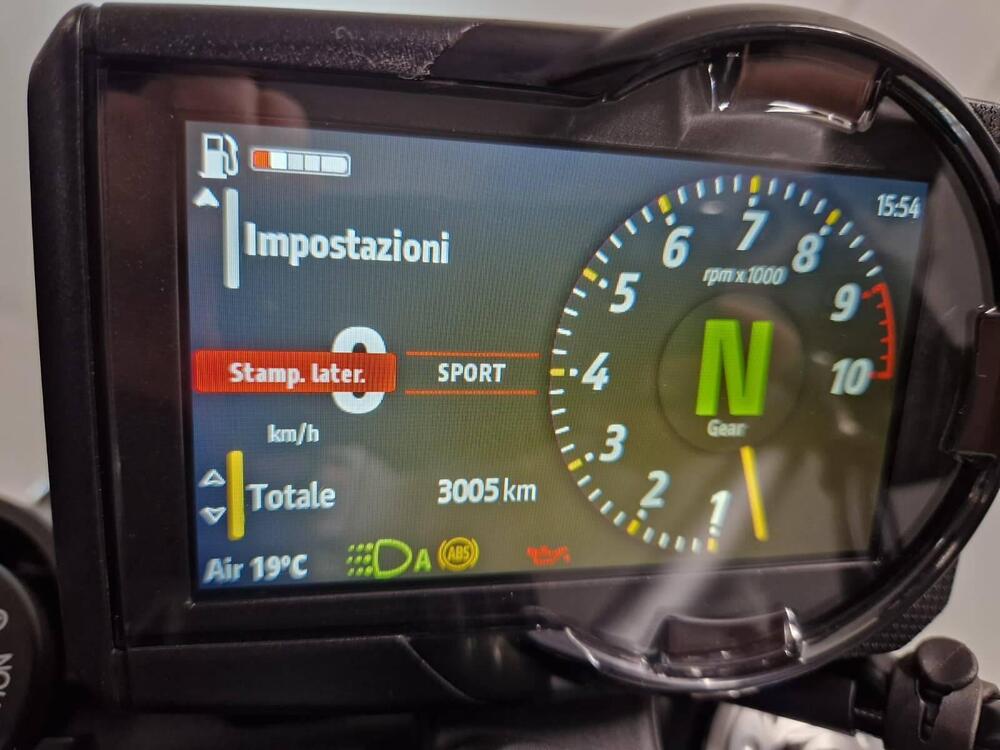 15:54
Impostazioni
0
Stamp. later.
SPORT
km/h
Totale
3005 km
Air 19°C
A
ABS
rpm x 1000
1
2
3
4
5
6
7
8
9
10
N
Gear